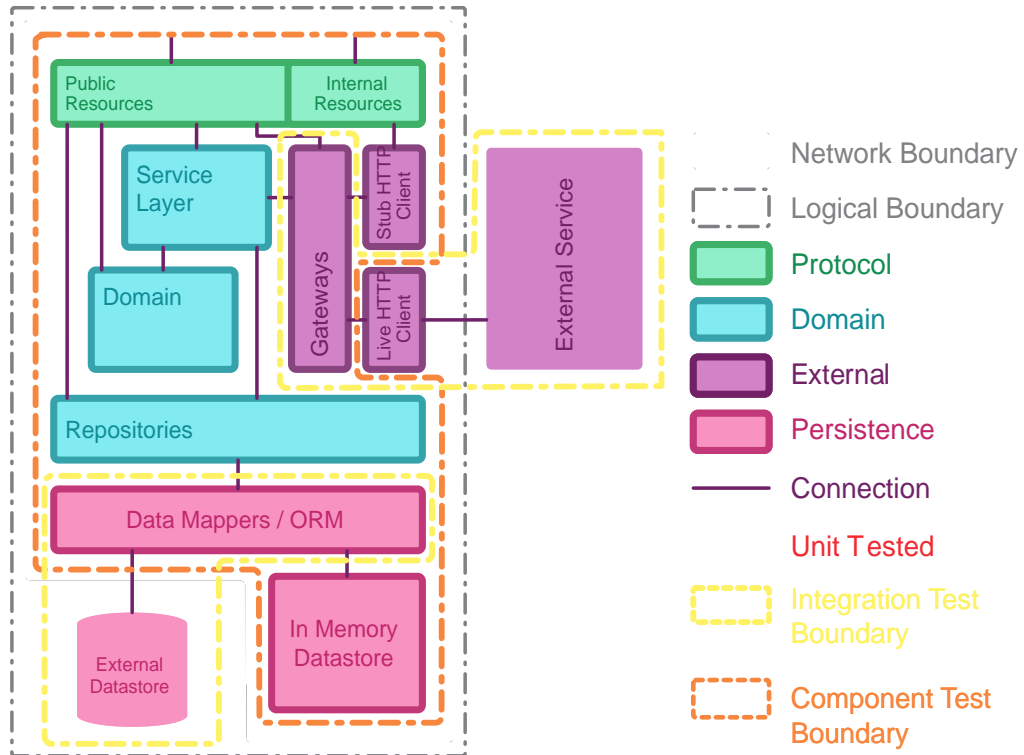 Public
Resources
Internal
Resources
Service
Layer
Domain
Gateways
Stub HTTP
Client
Live HTTP
Client
External Service
Repositories
Data Mappers / ORM
External
Datastore
In Memory
Datastore
Network Boundary
Logical Boundary
Protocol
Domain
External
Persistence
Connection
Unit Tested
Integration Test
Boundary
Component Test
Boundary